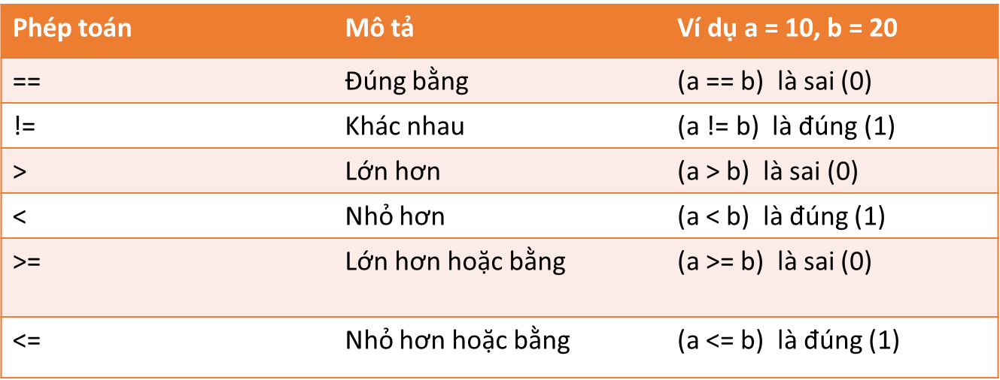 Phép toán Mô tả Ví dụ a = 10, b = 20
== Đúng bằng (a == b) là sai (0)
!= Khác nhau (a != b) là đúng (1)
> Lớn hơn (a > b) là sai (0)
< Nhỏ hơn (a < b) là đúng (1)
>= Lớn hơn hoặc bằng (a >= b) là sai (0)
<= Nhỏ hơn hoặc bằng (a <= b) là đúng (1)